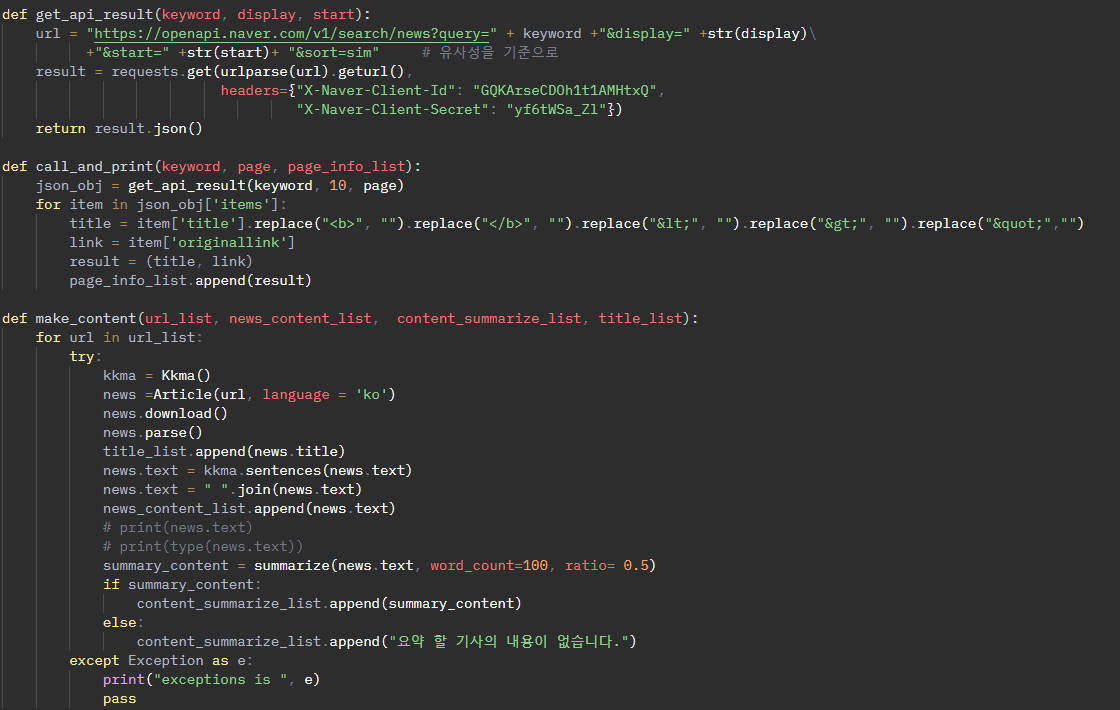 def get_api_result(keyword, display, start):
    url = "https://openapi.naver.com/v1/search/news?query=" + keyword +"&display=" +str(display)\
          +"&start=" +str(start)+ "&sort=sim"     # 유사성을 기준으로
    result = requests.get(urlparse(url).geturl(),
                          headers={"X-Naver-Client-Id": "GQKArseCDOh1t1AMHtxQ",
                                   "X-Naver-Client-Secret": "yf6tWSa_Zl"})
    return result.json()

def call_and_print(keyword, page, page_info_list):
    json_obj = get_api_result(keyword, 10, page)
    for item in json_obj['items']:
        title = item['title'].replace("<b>", "").replace("</b>", "").replace("&lt;", "").replace("&gt;", "").replace("&quot;","")
        link = item['originallink']
        result = (title, link)
        page_info_list.append(result)

def make_content(url_list, news_content_list,  content_summarize_list, title_list):
    for url in url_list:
        try:
            kkma = Kkma()
            news =Article(url, language = 'ko')
            news.download()
            news.parse()
            title_list.append(news.title)
            news.text = kkma.sentences(news.text)
            news.text = " ".join(news.text)
            news_content_list.append(news.text)
            # print(news.text)
            # print(type(news.text))
            summary_content = summarize(news.text, word_count=100, ratio= 0.5)
            if summary_content:
                content_summarize_list.append(summary_content)
            else:
                content_summarize_list.append("요약 할 기사의 내용이 없습니다.")
        except Exception as e:
            print("exceptions is ", e)
            pass